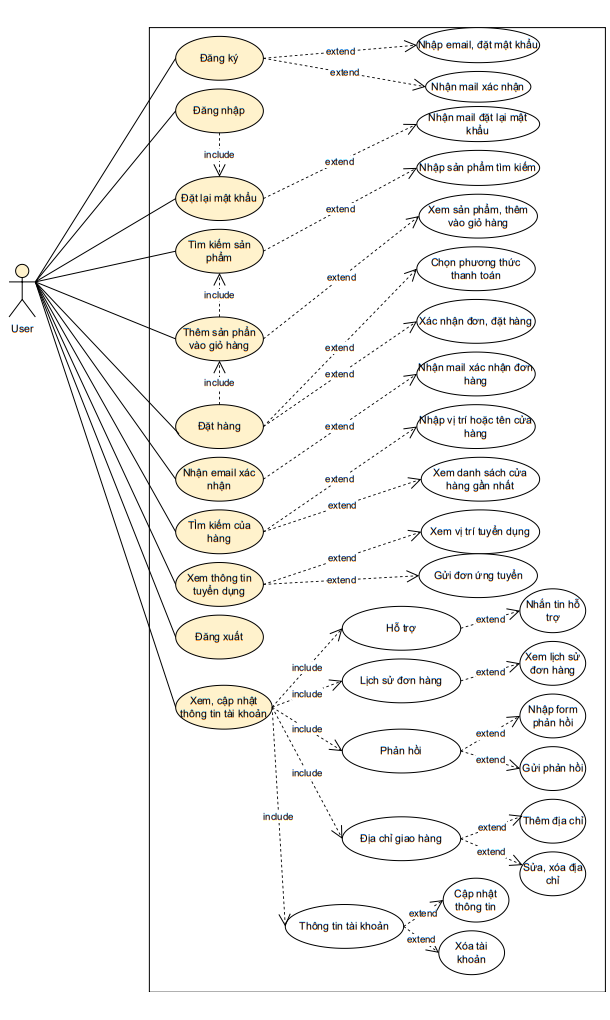 Đăng ký
extend
Nhập email, đặt mật khẩu
extend
Nhận mail xác nhận
Đăng nhập
include
Nhận mail đặt lại mật
khẩu
extend
Đặt lại mật khẩu
Nhập sản phẩm tìm kiếm
extend
Tìm kiếm sản
phẩm
Xem sản phẩm, thêm
vào giỏ hàng
extend
include
User
Thêm sản phẩn
vào giỏ hàng
Chọn phương thức
thanh toán
extend
Xác nhận đơn, đặt hàng
extend
include
Đặt hàng
Nhận mail xác nhận đơn
hàng
extend
Nhận email xác
nhận
Nhập vị trí hoặc tên cửa
hàng
extend
Tìm kiếm của
hàng
Xem danh sách cửa
hàng gần nhất
extend
Xem thông tin
tuyển dụng
Xem vị trí tuyển dụng
extend
Gửi đơn ứng tuyển
extend
Đăng xuất
Hỗ trợ
extend
Nhắn tin hỗ
trợ
include
Xem, cập nhật
thông tin tài khoản
Lịch sử đơn hàng
extend
Xem lịch sử
đơn hàng
include
Phản hồi
extend
Nhập form
phản hồi
include
extend
Gửi phản hồi
include
Địa chỉ giao hàng
extend
Thêm địa chỉ
extend
Sửa, xóa địa
chỉ
include
Thông tin tài khoản
extend
Cập nhật
thông tin
extend
Xóa tài
khoản